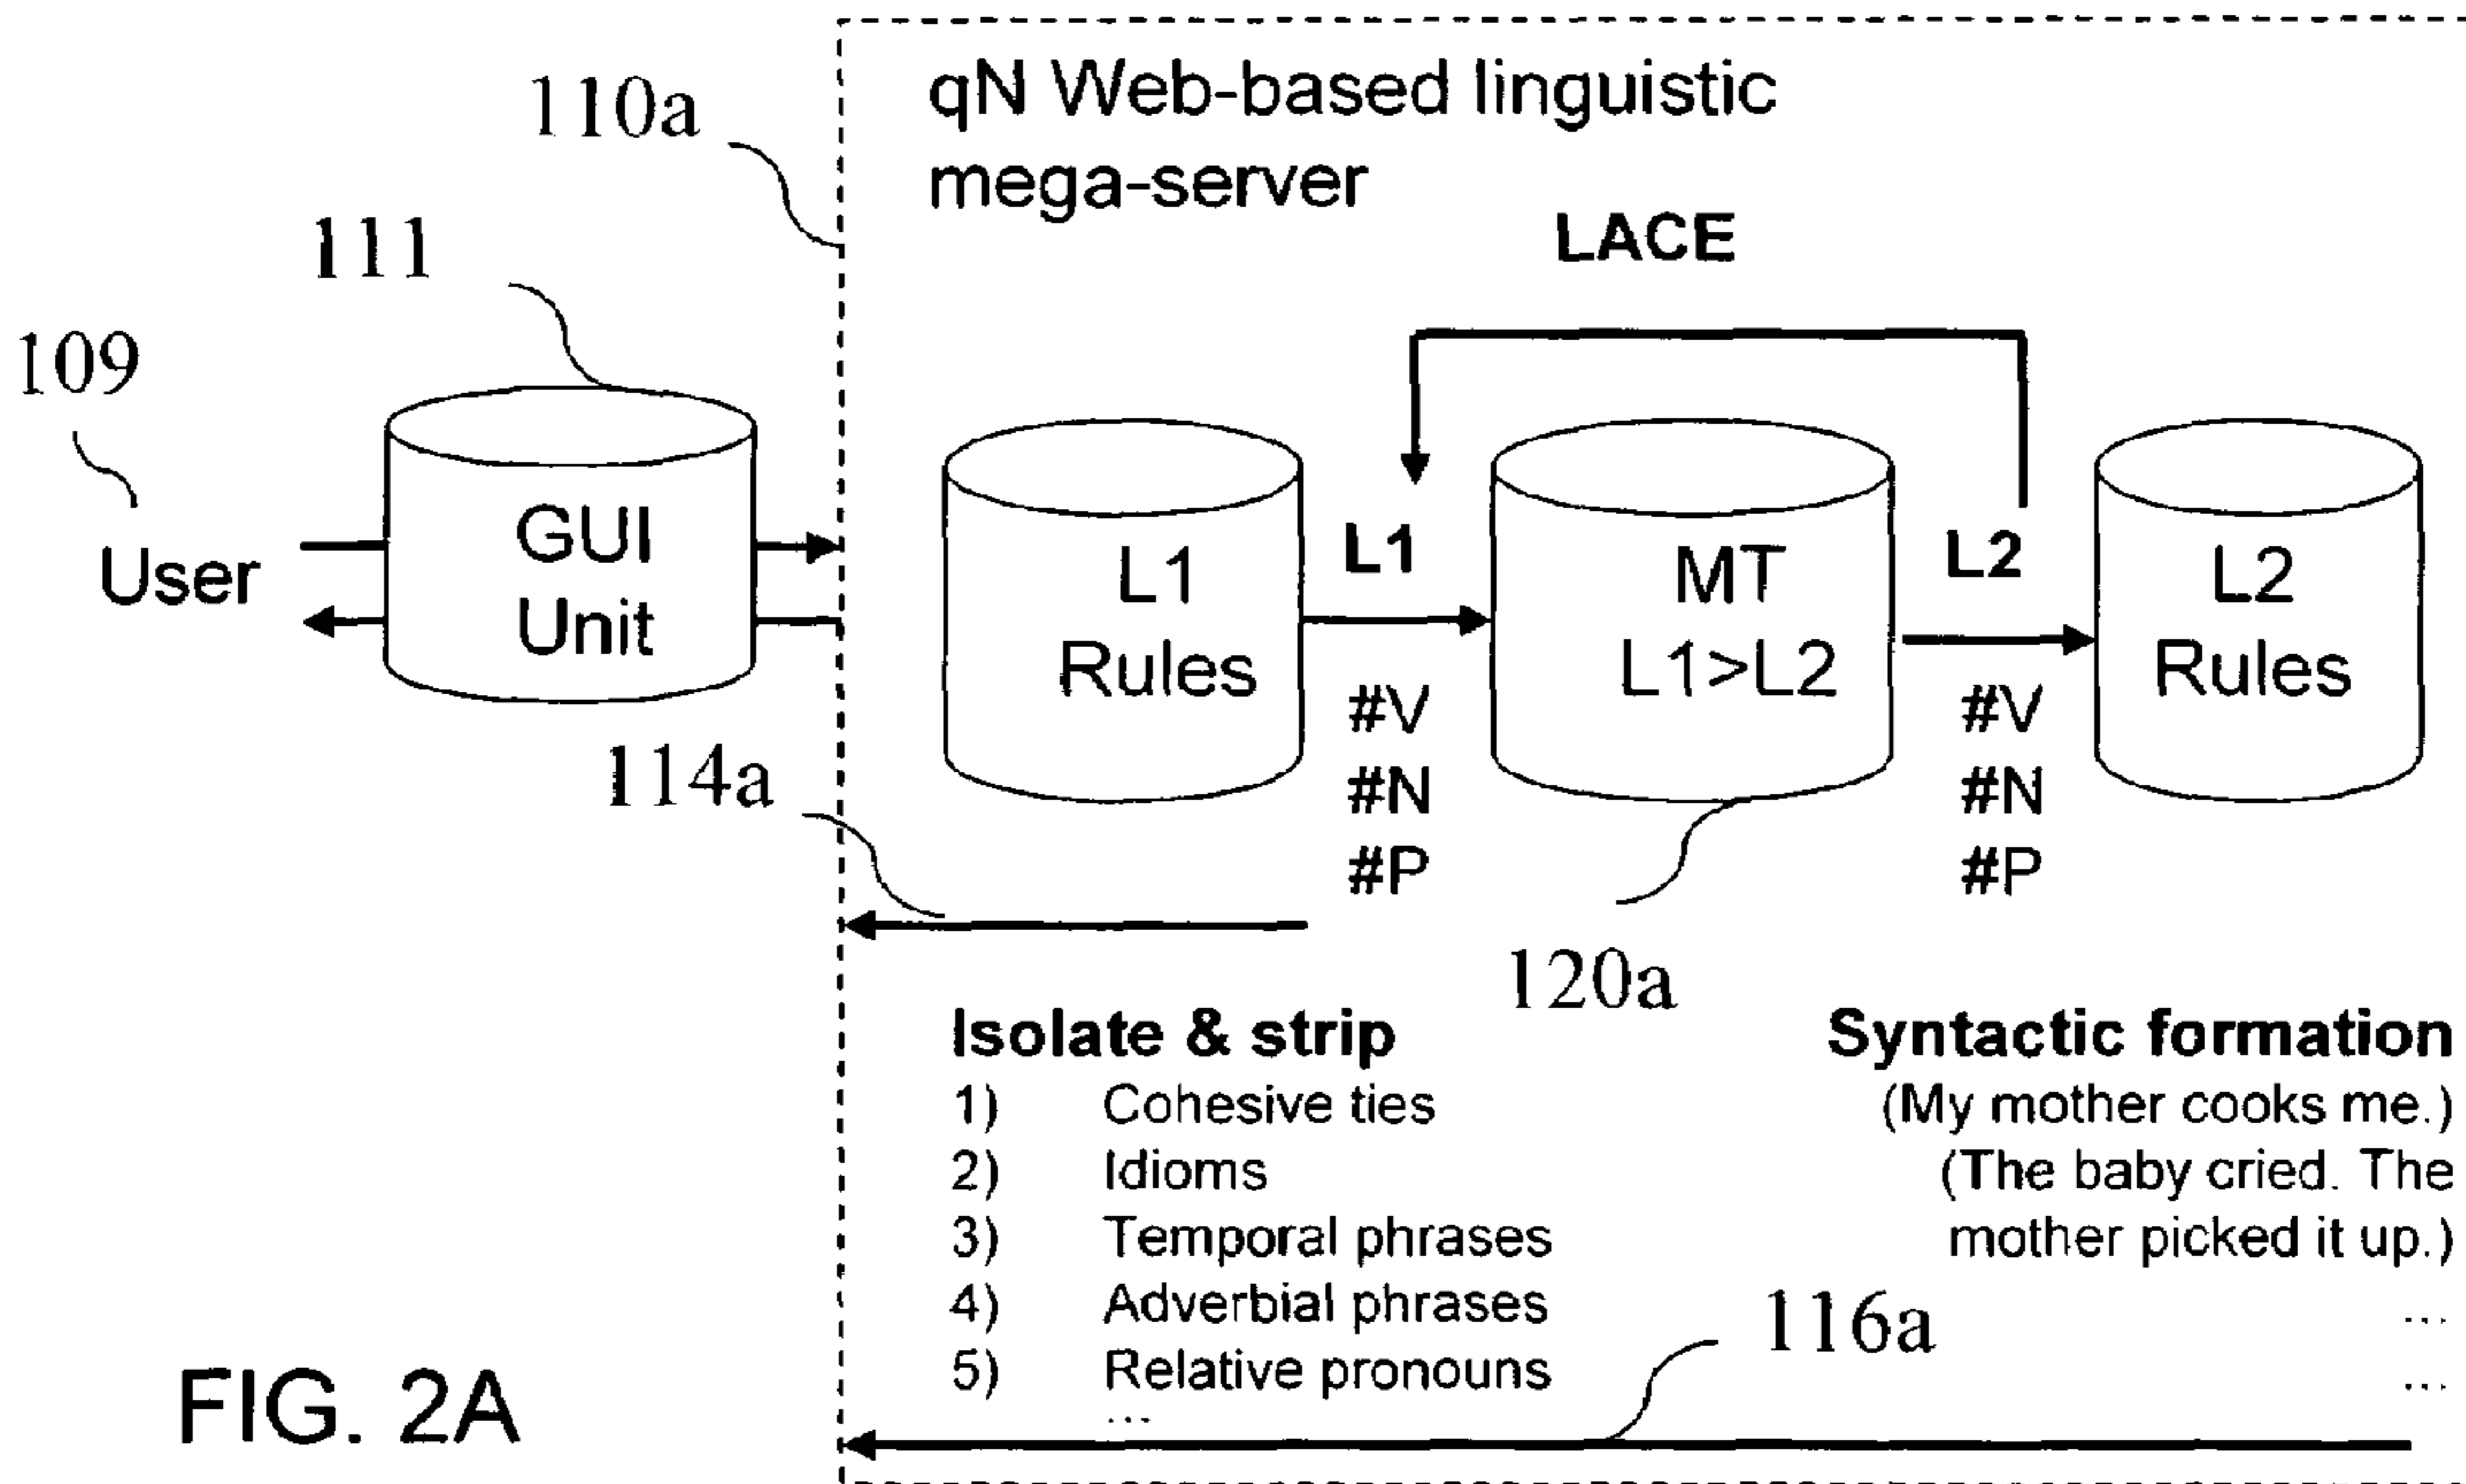 110a
qN Web-based linguistic
mega-server
LACE
111
109
User
GUI
Unit
L1
Rules
L1
#V
#N
#P
MT
L1>L2
L2
#V
#N
#P
L2
Rules
114a
120a
Isolate & strip
1) Cohesive ties
2) Idioms
3) Temporal phrases
4) Adverbial phrases
5) Relative pronouns
...
Syntactic formation
(My mother cooks me.)
(The baby cried. The
mother picked it up.)
...
...
116a
FIG. 2A